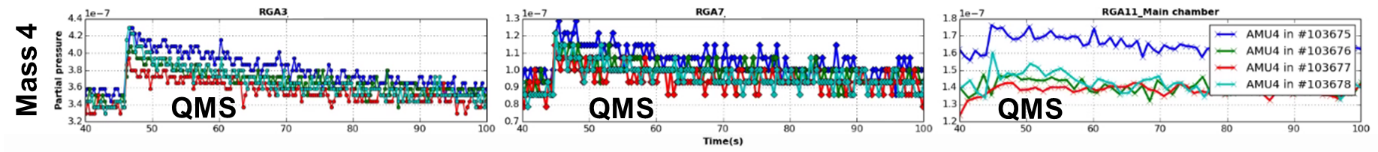 Mass 4
RGA3
1e−7
Partial pressure
4.4
4.2
4.0
3.8
3.6
3.4
3.2
QMS
40 50 60 70 80 90 100
RGA7
1e−7
1.3
1.2
1.1
1.0
0.9
0.8
0.7
QMS
40 50 60 70 80 90 100
Time(s)
RGA11_Main chamber
1e−7
1.8
1.7
1.6
1.5
1.4
1.3
1.2
AMU4 in #103675
AMU4 in #103676
AMU4 in #103677
AMU4 in #103678
QMS
40 50 60 70 80 90 100